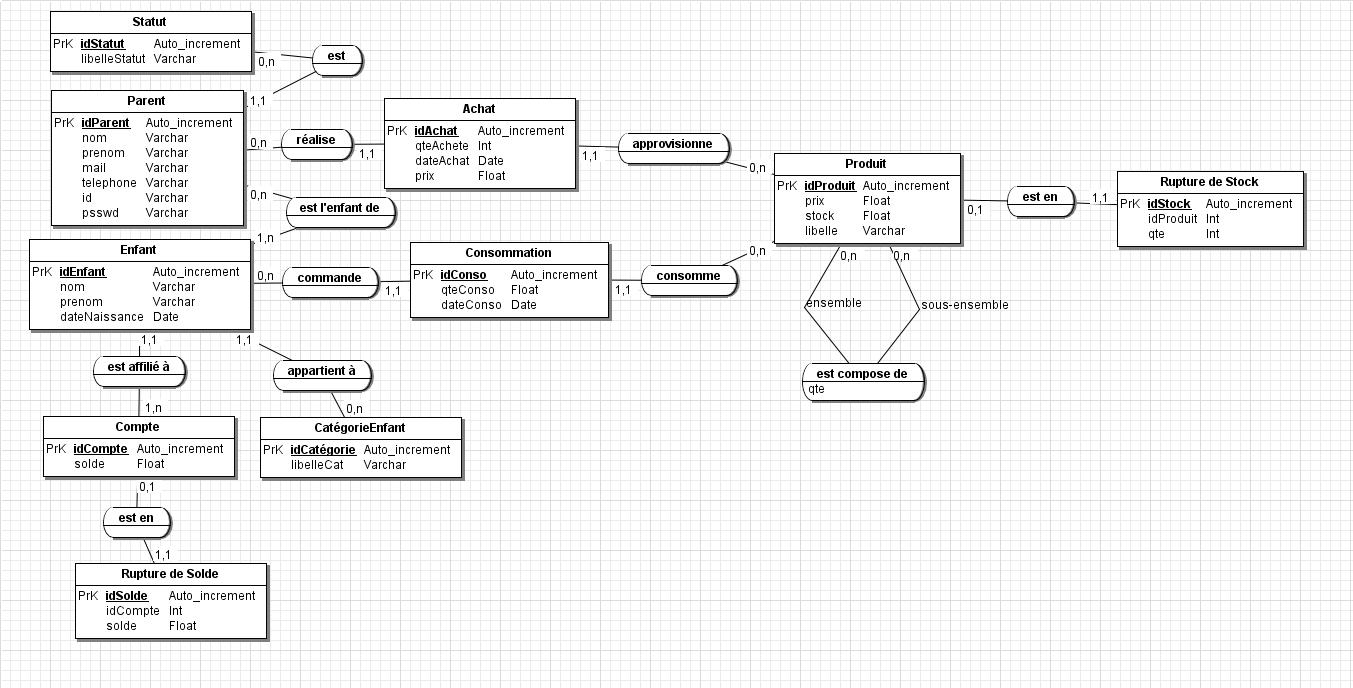 Statut
PrK idStatut Auto_increment
libelleStatut Varchar
0,n
est
1,1
Parent
PrK idParent Auto_increment
nom Varchar
prenom Varchar
mail Varchar
telephone Varchar
id Varchar
psswd Varchar
0,n
réalise
1,1
Achat
PrK idAchat Auto_increment
qteAchete Int
dateAchat Date
prix Float
1,1
approvisionne
0,n
Produit
PrK idProduit Auto_increment
prix Float
stock Float
libelle Varchar
0,1
est en
1,1
Rupture de Stock
PrK idStock Auto_increment
idProduit Int
qte Int
0,n
est l'enfant de
1,n
Enfant
PrK idEnfant Auto_increment
nom Varchar
prenom Varchar
dateNaissance Date
0,n
commande
1,1
Consommation
PrK idConso Auto_increment
qteConso Float
dateConso Date
1,1
consomme
0,n
0,n
0,n
ensemble
sous-ensemble
est compose de
qte
1,1
1,1
est affilié à
appartient à
1,n
0,n
Compte
PrK idCompte Auto_increment
solde Float
CatégorieEnfant
PrK idCatégorie Auto_increment
libelleCat Varchar
0,1
est en
1,1
Rupture de Solde
PrK idSolde Auto_increment
idCompte Int
solde Float